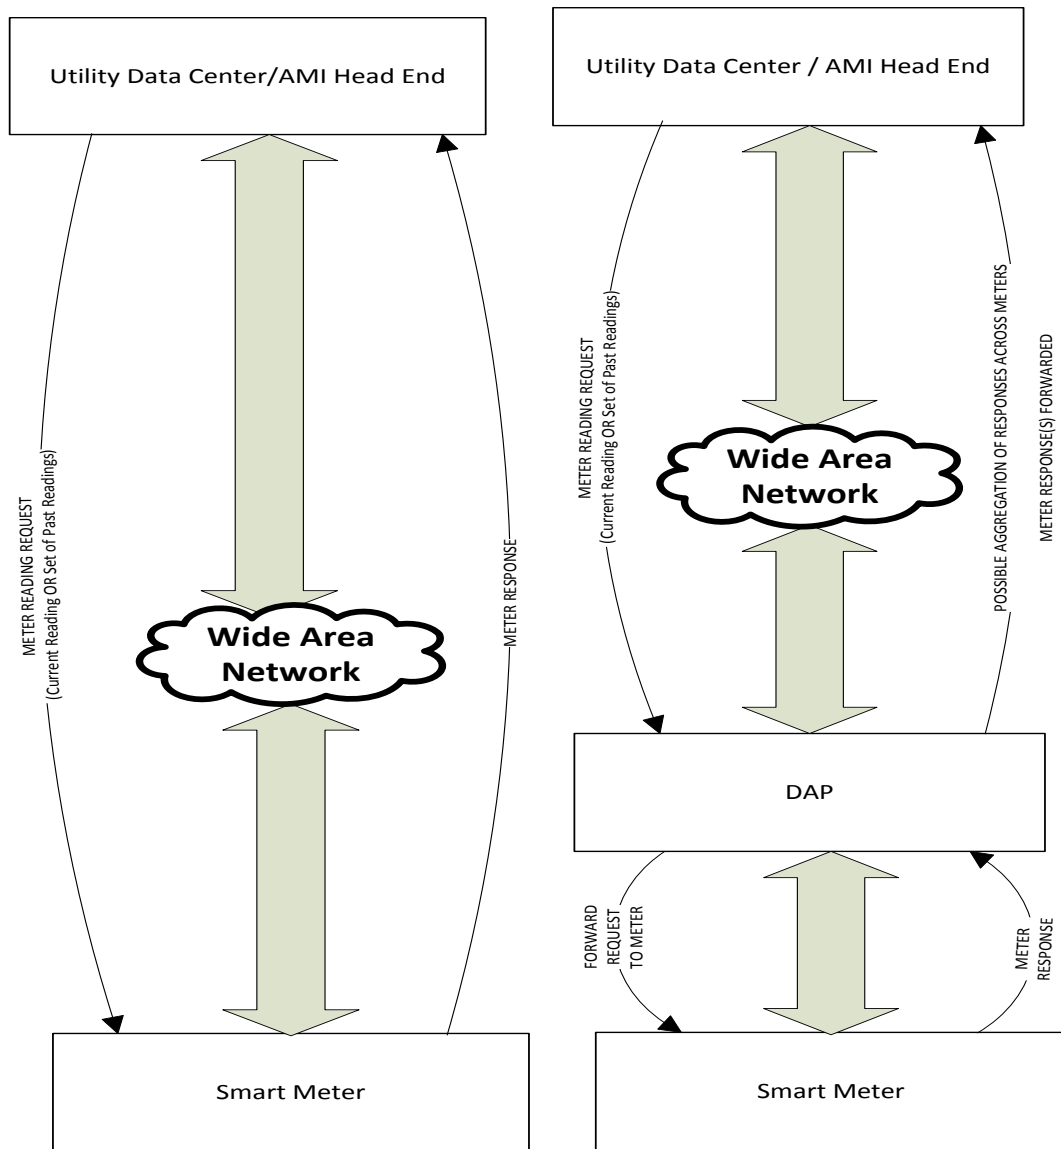 Utility Data Center/AMI Head End
METER READING REQUEST
(Current Reading OR Set of Past Readings)
Wide Area
Network
METER RESPONSE
Smart Meter
Utility Data Center / AMI Head End
METER READING REQUEST
(Current Reading OR Set of Past Readings)
Wide Area
Network
POSSIBLE AGGREGATION OF RESPONSES ACROSS METERS
METER RESPONSE(S) FORWARDED
DAP
FORWARD
REQUEST
TO METER
METER
RESPONSE
Smart Meter